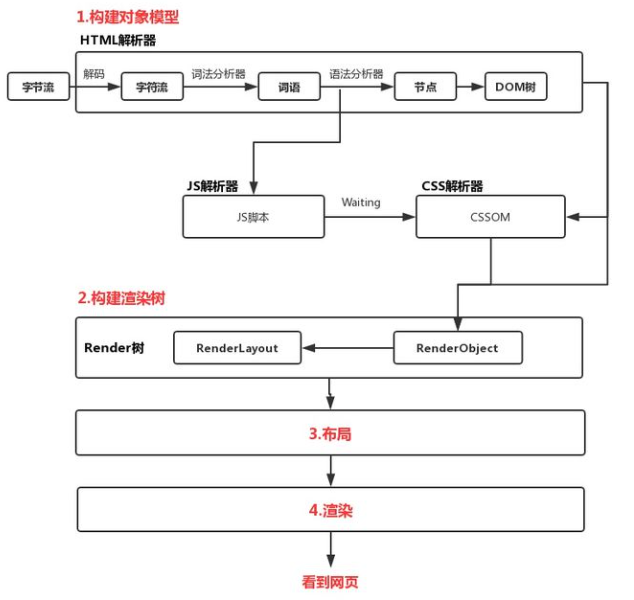 1.构建对象模型
HTML解析器
字节流
解码
字符流
词法分析器
词语
语法分析器
节点
DOM树
JS解析器
JS脚本
Waiting
CSS解析器
CSSOM
2.构建渲染树
Render树
RenderLayout
RenderObject
3.布局
4.渲染
看到网页